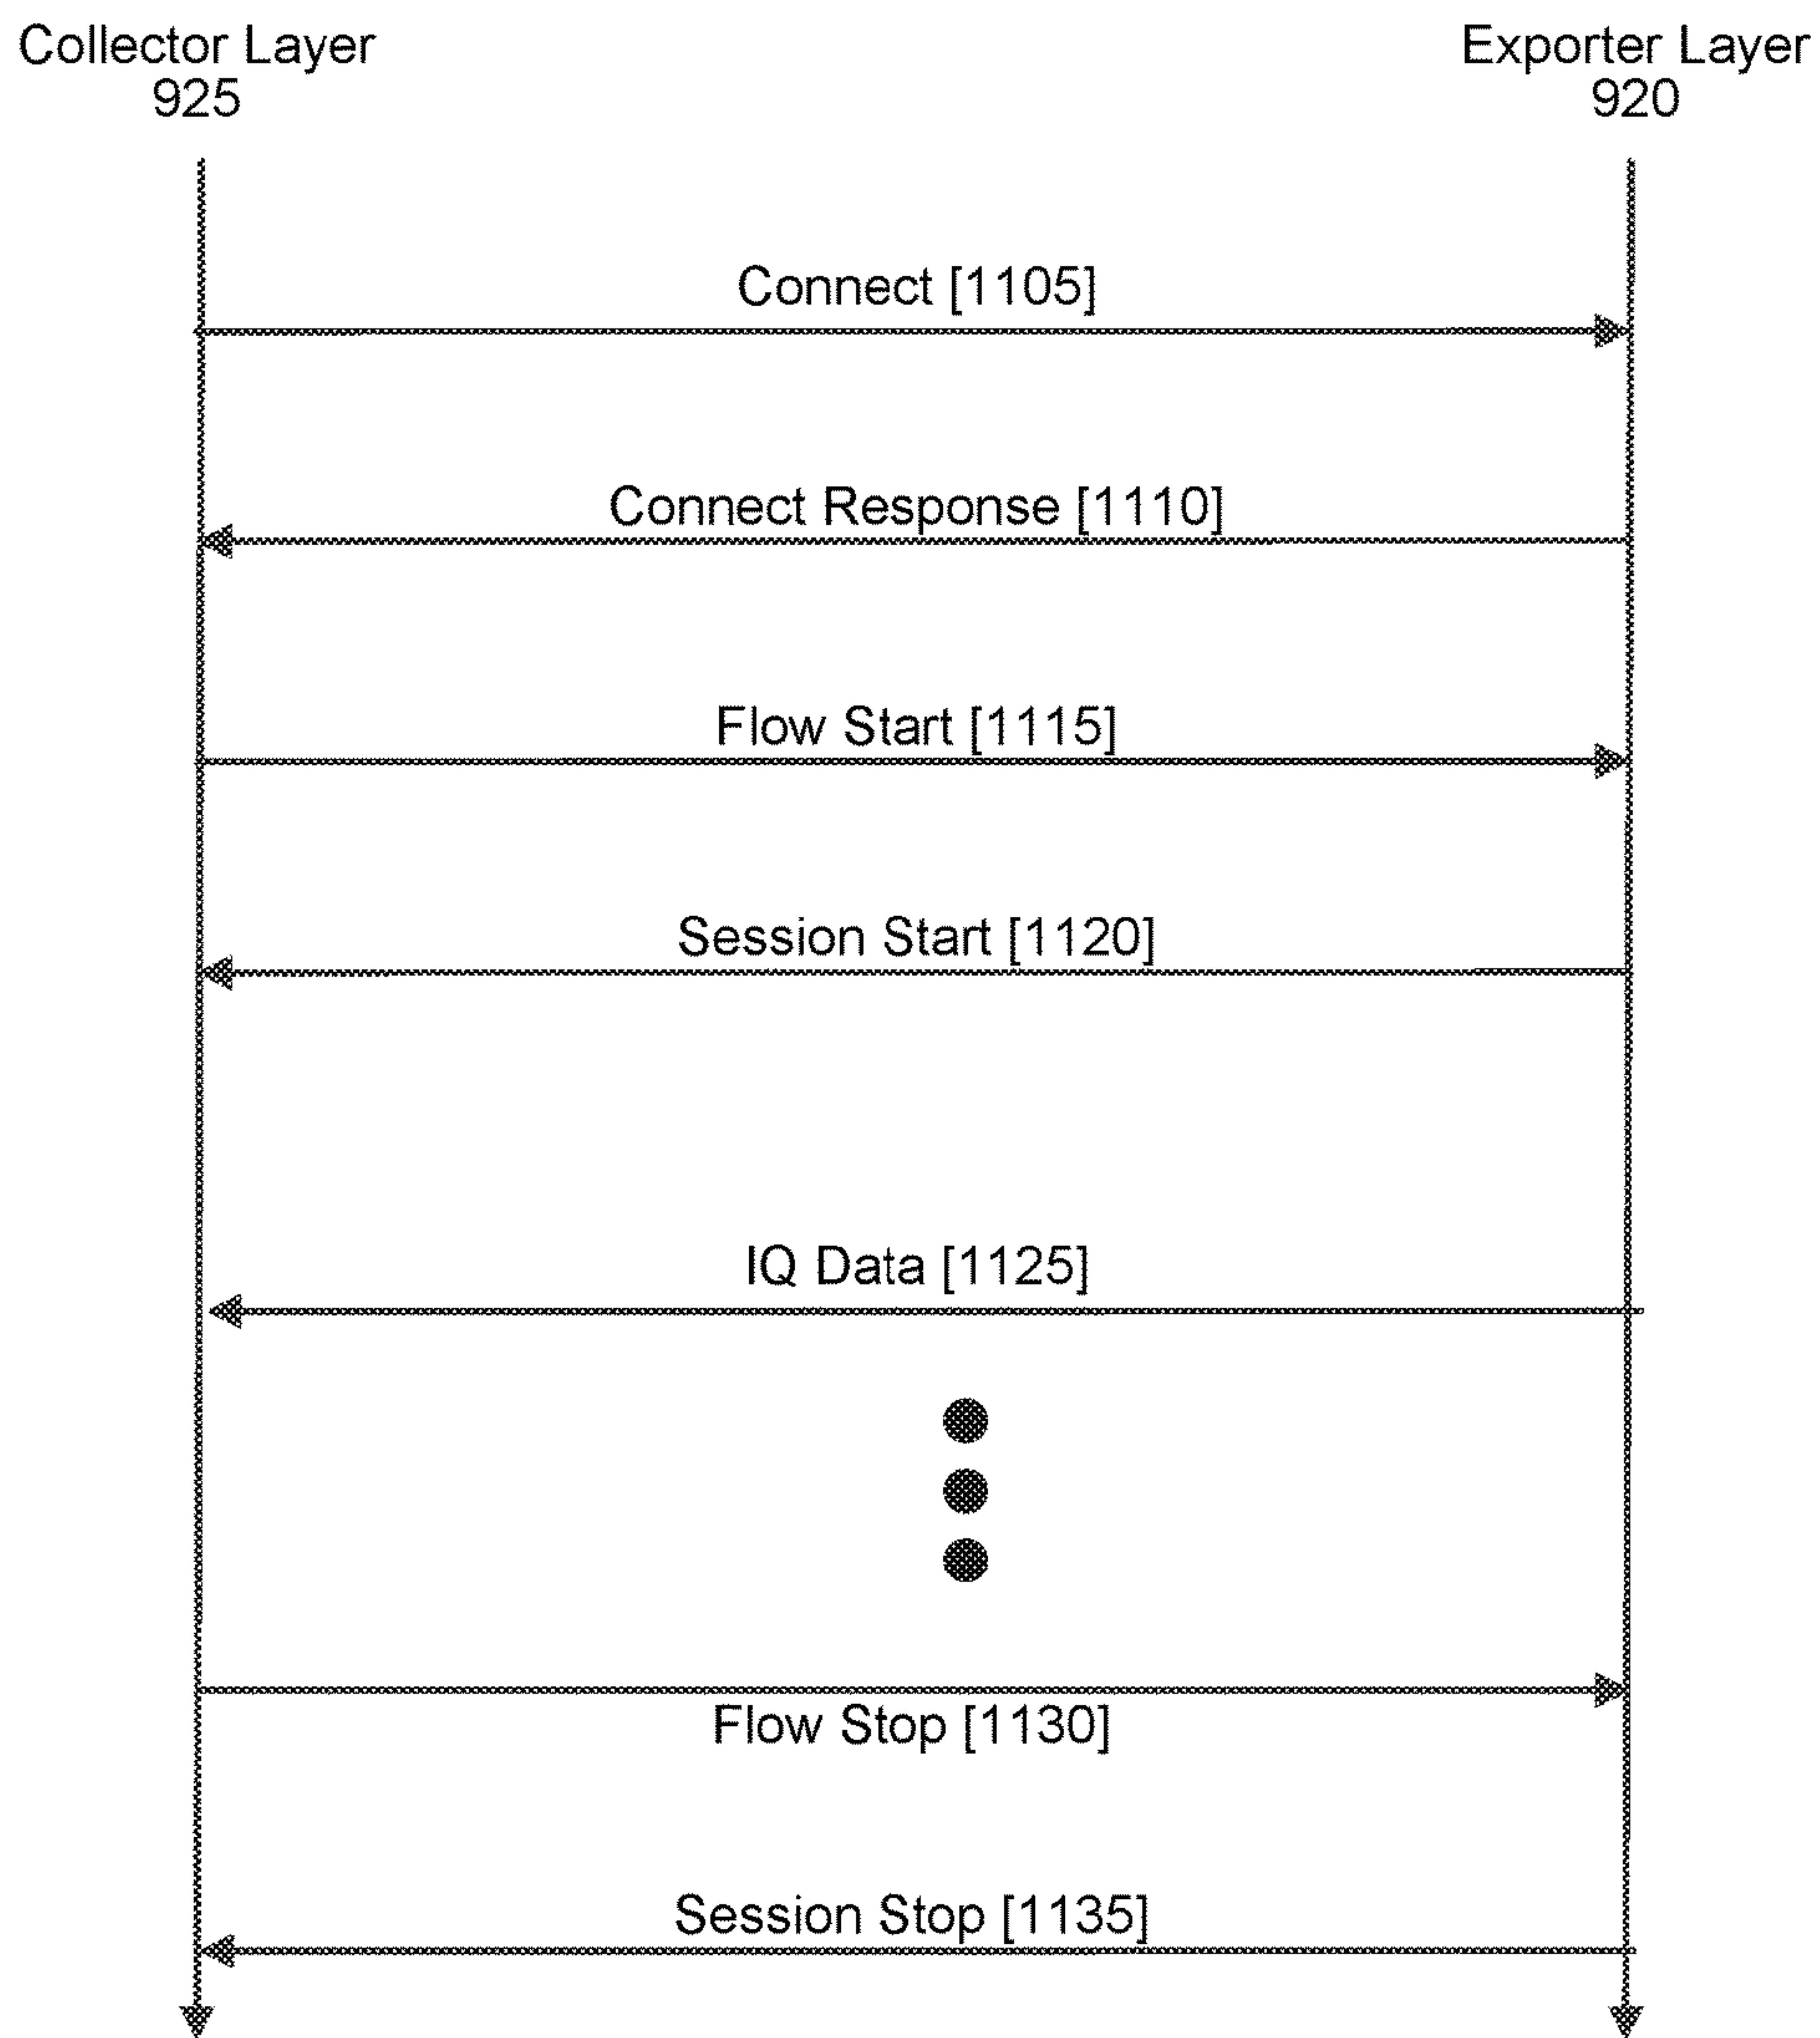 Collector Layer
925
Exporter Layer
920
Connect [1105]
Connect Response [1110]
Flow Start [1115]
Session Start [1120]
IQ Data [1125]
Flow Stop [1130]
Session Stop [1135]